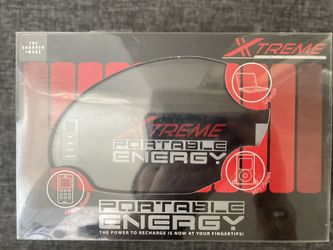 THE
SHARPER
IMAGE
XTREME
XTREME
PORTABLE
ENERGY
PORTABLE
ENERGY
THE POWER TO RECHARGE IS NOW AT YOUR FINGERTIPS!